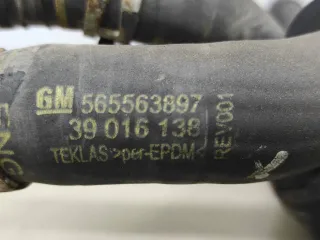 GM 565563897
39 016 138
TEKLAS >per-EPDM<
REV001